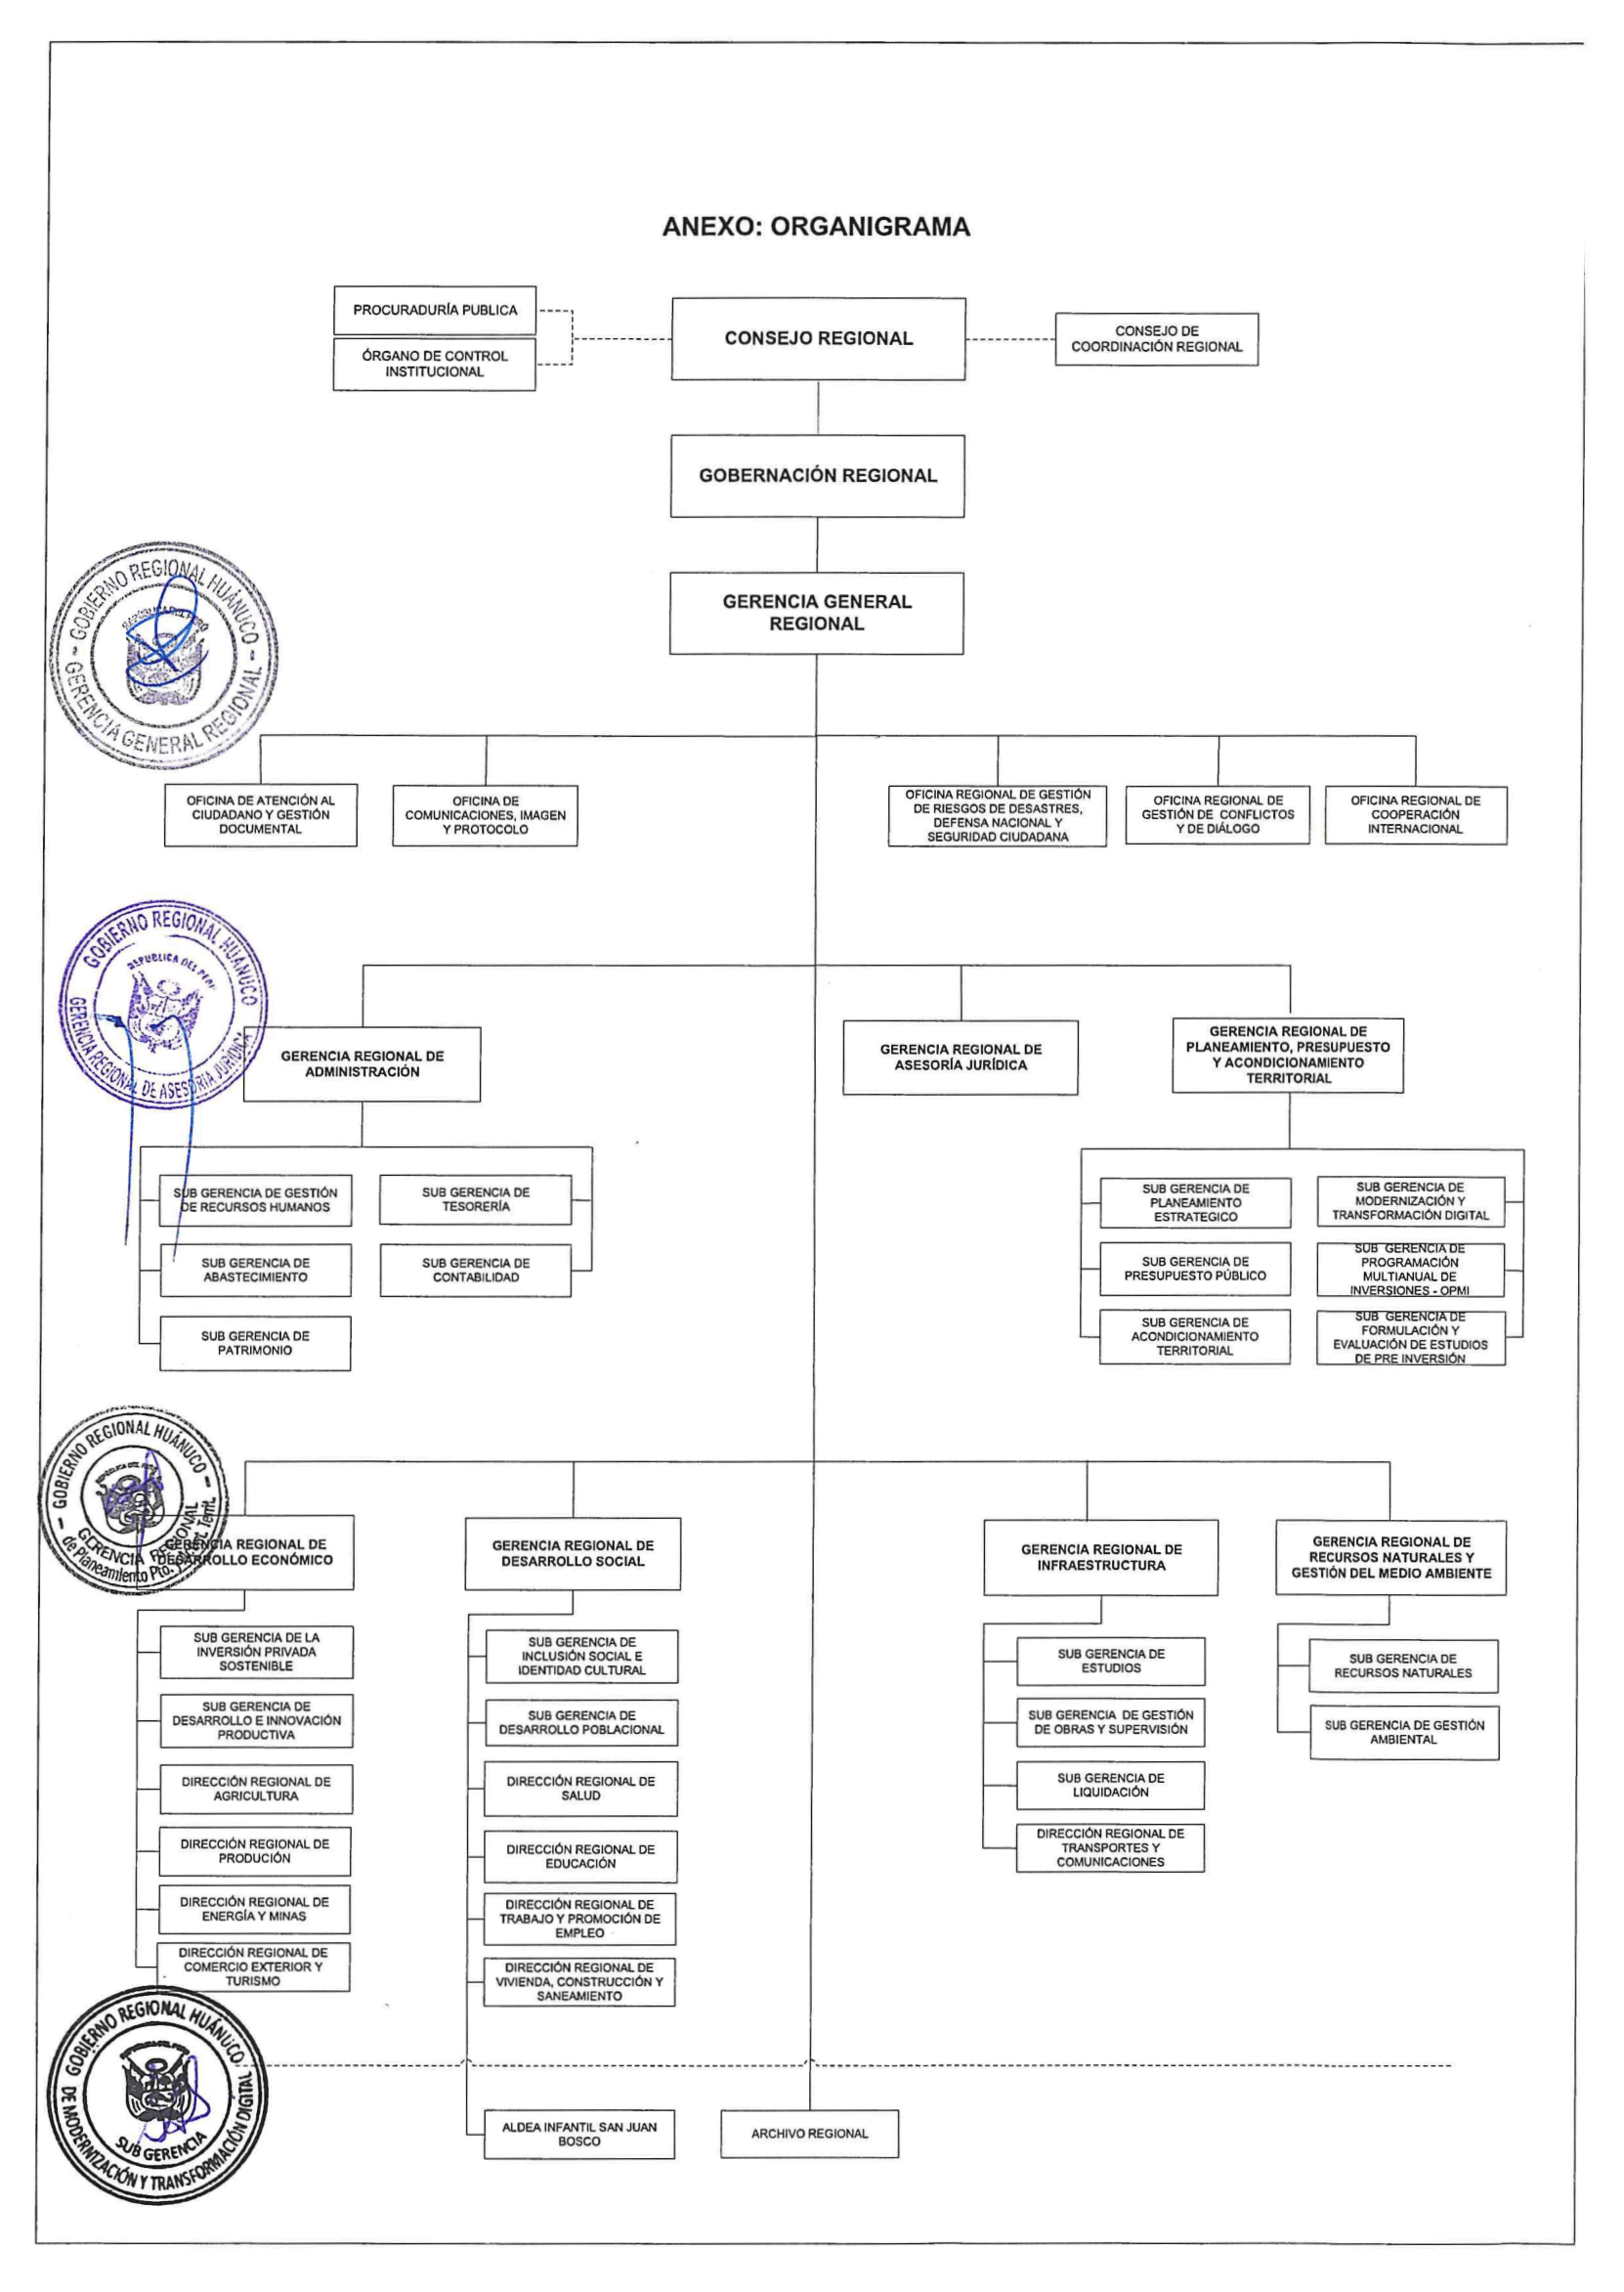 ANEXO: ORGANIGRAMA
PROCURADURÍA PUBLICA
ÓRGANO DE CONTROL
INSTITUCIONAL
CONSEJO REGIONAL
CONSEJO DE
COORDINACIÓN REGIONAL
GOBERNACIÓN REGIONAL
GERENCIA GENERAL
REGIONAL
GOBIERNO REGIONAL HUÁNUCO
REPUBLICA DEL PERÚ
GERENCIA GENERAL REGIONAL
OFICINA DE ATENCIÓN AL
CIUDADANO Y GESTIÓN
DOCUMENTAL
OFICINA DE
COMUNICACIONES, IMAGEN
Y PROTOCOLO
OFICINA REGIONAL DE GESTIÓN
DE RIESGOS DE DESASTRES,
DEFENSA NACIONAL Y
SEGURIDAD CIUDADANA
OFICINA REGIONAL DE
GESTIÓN DE CONFLICTOS
Y DE DIÁLOGO
OFICINA REGIONAL DE
COOPERACIÓN
INTERNACIONAL
GOBIERNO REGIONAL HUANUCO
REPUBLICA DEL PERU
GERENCIA REGIONAL DE ASESORIA JURÍDICA
GERENCIA REGIONAL DE
ADMINISTRACIÓN
GERENCIA REGIONAL DE
ASESORÍA JURÍDICA
GERENCIA REGIONAL DE
PLANEAMIENTO, PRESUPUESTO
Y ACONDICIONAMIENTO
TERRITORIAL
SUB GERENCIA DE GESTIÓN
DE RECURSOS HUMANOS
SUB GERENCIA DE
TESORERÍA
SUB GERENCIA DE
ABASTECIMIENTO
SUB GERENCIA DE
CONTABILIDAD
SUB GERENCIA DE
PATRIMONIO
SUB GERENCIA DE
PLANEAMIENTO
ESTRATEGICO
SUB GERENCIA DE
MODERNIZACIÓN Y
TRANSFORMACIÓN DIGITAL
SUB GERENCIA DE
PRESUPUESTO PÚBLICO
SUB GERENCIA DE
PROGRAMACIÓN
MULTIANUAL DE
INVERSIONES - OPMI
SUB GERENCIA DE
ACONDICIONAMIENTO
TERRITORIAL
SUB GERENCIA DE
FORMULACIÓN Y
EVALUACIÓN DE ESTUDIOS
DE PRE INVERSIÓN
GOBIERNO REGIONAL HUÁNUCO
GERENCIA REGIONAL
de Planeamiento Pto.
GERENCIA REGIONAL DE
DESARROLLO ECONÓMICO
GERENCIA REGIONAL DE
DESARROLLO SOCIAL
GERENCIA REGIONAL DE
INFRAESTRUCTURA
GERENCIA REGIONAL DE
RECURSOS NATURALES Y
GESTIÓN DEL MEDIO AMBIENTE
SUB GERENCIA DE LA
INVERSIÓN PRIVADA
SOSTENIBLE
SUB GERENCIA DE
DESARROLLO E INNOVACIÓN
PRODUCTIVA
DIRECCIÓN REGIONAL DE
AGRICULTURA
DIRECCIÓN REGIONAL DE
PRODUCIÓN
DIRECCIÓN REGIONAL DE
ENERGÍA Y MINAS
DIRECCIÓN REGIONAL DE
COMERCIO EXTERIOR Y
TURISMO
SUB GERENCIA DE
INCLUSIÓN SOCIAL E
IDENTIDAD CULTURAL
SUB GERENCIA DE
DESARROLLO POBLACIONAL
DIRECCIÓN REGIONAL DE
SALUD
DIRECCIÓN REGIONAL DE
EDUCACIÓN
DIRECCIÓN REGIONAL DE
TRABAJO Y PROMOCIÓN DE
EMPLEO
DIRECCIÓN REGIONAL DE
VIVIENDA, CONSTRUCCIÓN Y
SANEAMIENTO
SUB GERENCIA DE
ESTUDIOS
SUB GERENCIA DE GESTIÓN
DE OBRAS Y SUPERVISIÓN
SUB GERENCIA DE
LIQUIDACIÓN
DIRECCIÓN REGIONAL DE
TRANSPORTES Y
COMUNICACIONES
SUB GERENCIA DE
RECURSOS NATURALES
SUB GERENCIA DE GESTIÓN
AMBIENTAL
GOBIERNO REGIONAL HUÁNUCO
SUB GERENCIA
DE MODERNIZACIÓN Y TRANSFORMACIÓN DIGITAL
ALDEA INFANTIL SAN JUAN
BOSCO
ARCHIVO REGIONAL